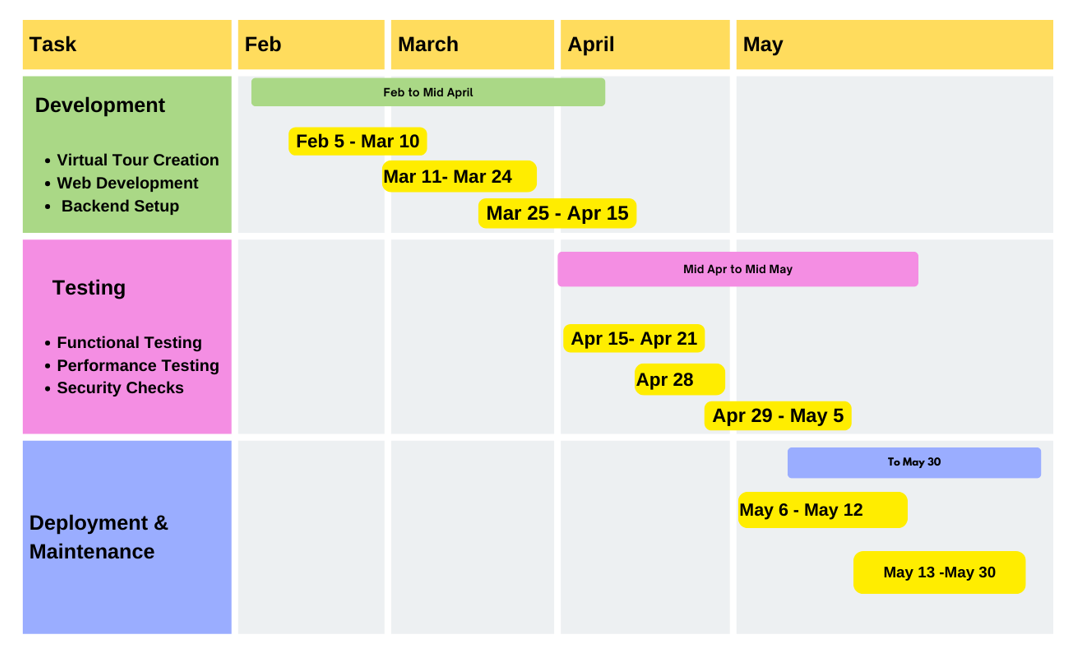 Task
Feb
March
April
May
Development
• Virtual Tour Creation
• Web Development
• Backend Setup
Feb to Mid April
Feb 5 - Mar 10
Mar 11- Mar 24
Mar 25 - Apr 15
Testing
• Functional Testing
• Performance Testing
• Security Checks
Mid Apr to Mid May
Apr 15- Apr 21
Apr 28
Apr 29 - May 5
Deployment &
Maintenance
To May 30
May 6 - May 12
May 13 -May 30